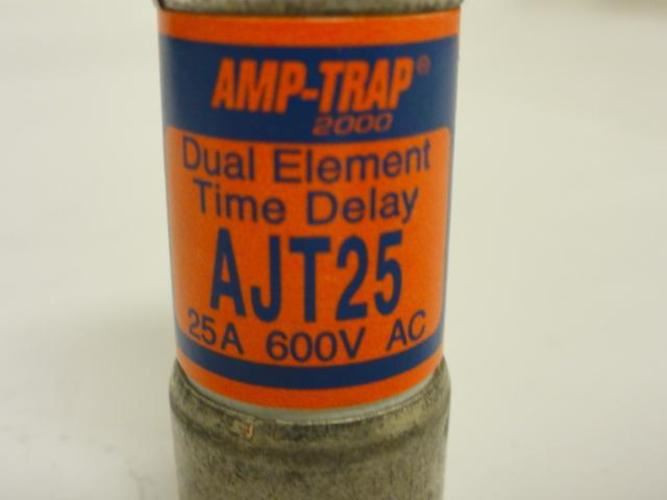 AMP-TRAP®
2000
Dual Element
Time Delay
AJT25
25A 600V AC